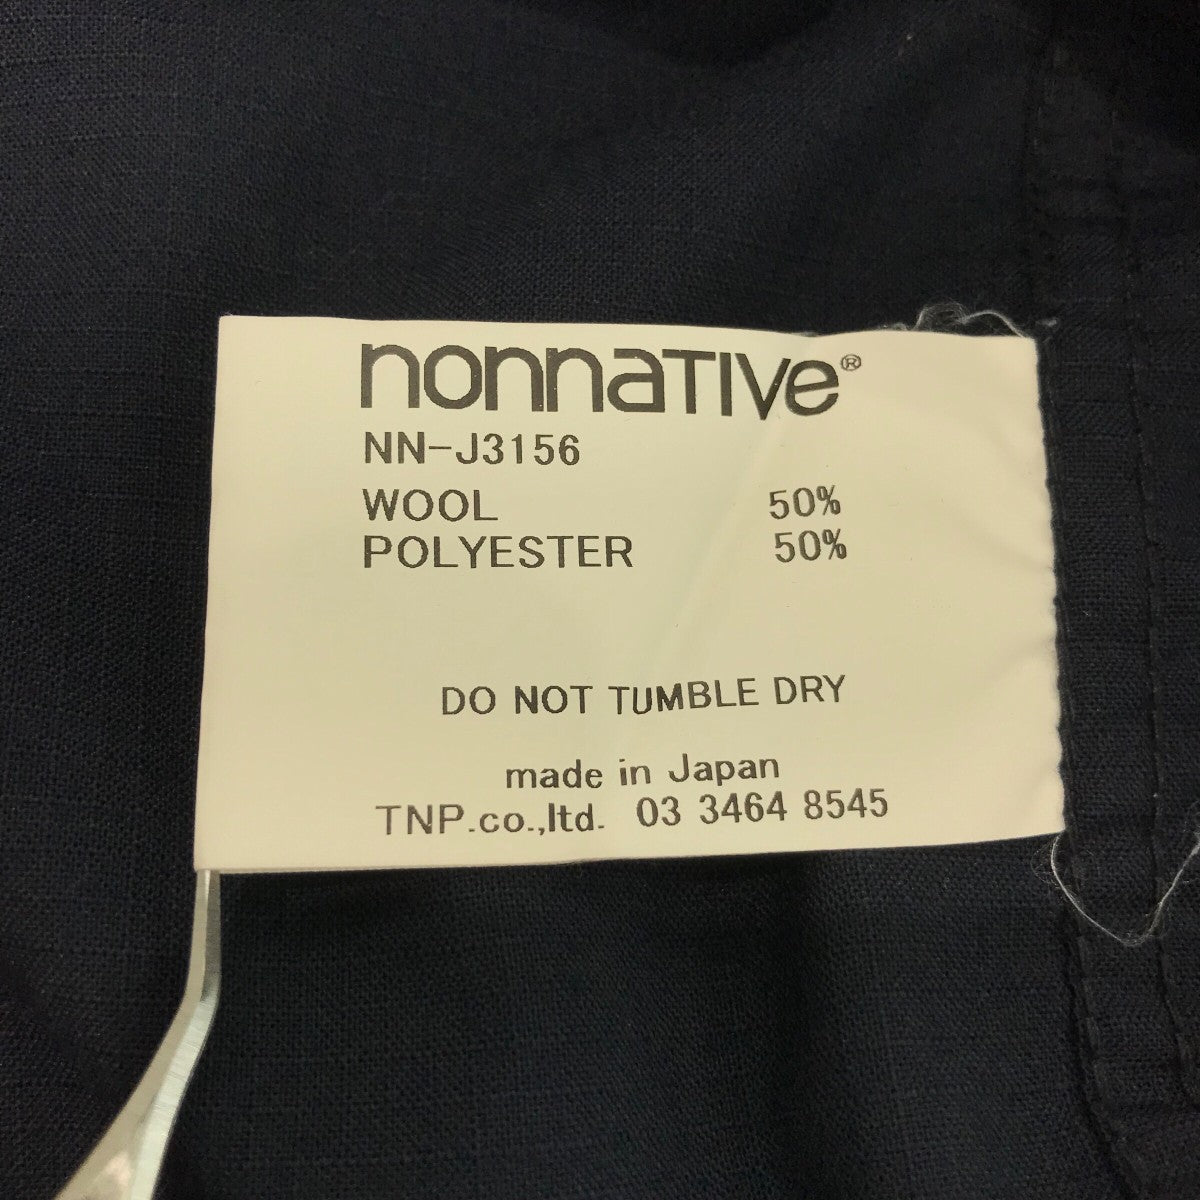 nonnaTIVe®
NN-J3156
WOOL 50%
POLYESTER 50%
DO NOT TUMBLE DRY
made in Japan
TNP.co.,ltd. 03 3464 8545